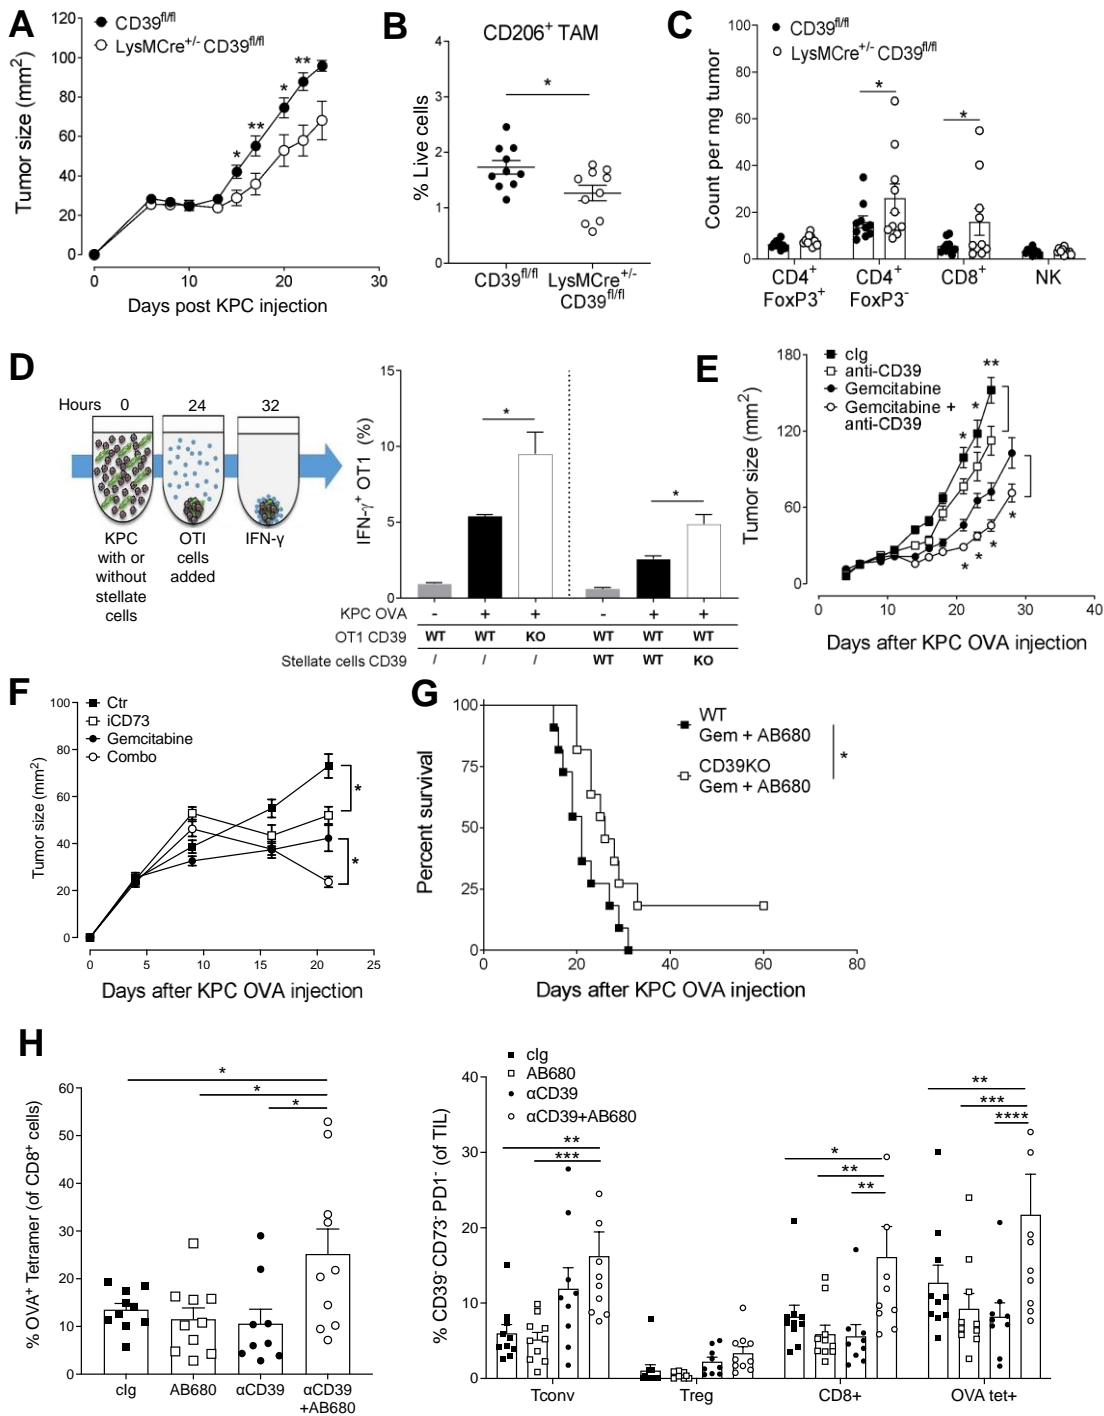 A
CD39fl/fl
LysMCre+/- CD39fl/fl
Tumor size (mm2)
120
100
80
60
40
20
0
* ** * **
0 10 20 30
Days post KPC injection
B
CD206+ TAM
% Live cells
4
3
2
1
0
*
CD39fl/fl LysMCre+/-
CD39fl/fl
C
CD39fl/fl
LysMCre+/- CD39fl/fl
Count per mg tumor
100
80
60
40
20
0
* *
CD4+ CD4+ CD8+ NK
FoxP3+ FoxP3-
D
Hours 0 24 32
KPC
with or
without
stellate
cells
OTI
cells
added
IFN-γ
IFN-γ+ OT1 (%)
15
10
5
0
* *
KPC OVA - + + - + +
OT1 CD39 WT WT KO WT WT WT
Stellate cells CD39 / / / WT WT KO
E
cIg
anti-CD39
Gemcitabine
Gemcitabine +
anti-CD39
Tumor size (mm2)
180
120
60
0
* * **
* * * *
0 10 20 30 40
Days after KPC OVA injection
F
Ctr
iCD73
Gemcitabine
Combo
Tumor size (mm2)
100
80
60
40
20
0
*
*
0 5 10 15 20 25
Days after KPC OVA injection
G
WT
Gem + AB680
CD39KO
Gem + AB680
*
Percent survival
100
75
50
25
0
0 20 40 60 80
Days after KPC OVA injection
H
% OVA+ Tetramer (of CD8+ cells)
60
50
40
30
20
10
0
*
*
*
cIg AB680 αCD39 αCD39
+AB680
cIg
AB680
αCD39
αCD39+AB680
% CD39- CD73- PD1- (of TIL)
40
30
20
10
0
**
***
*
**
**
**
***
****
Tconv Treg CD8+ OVA tet+